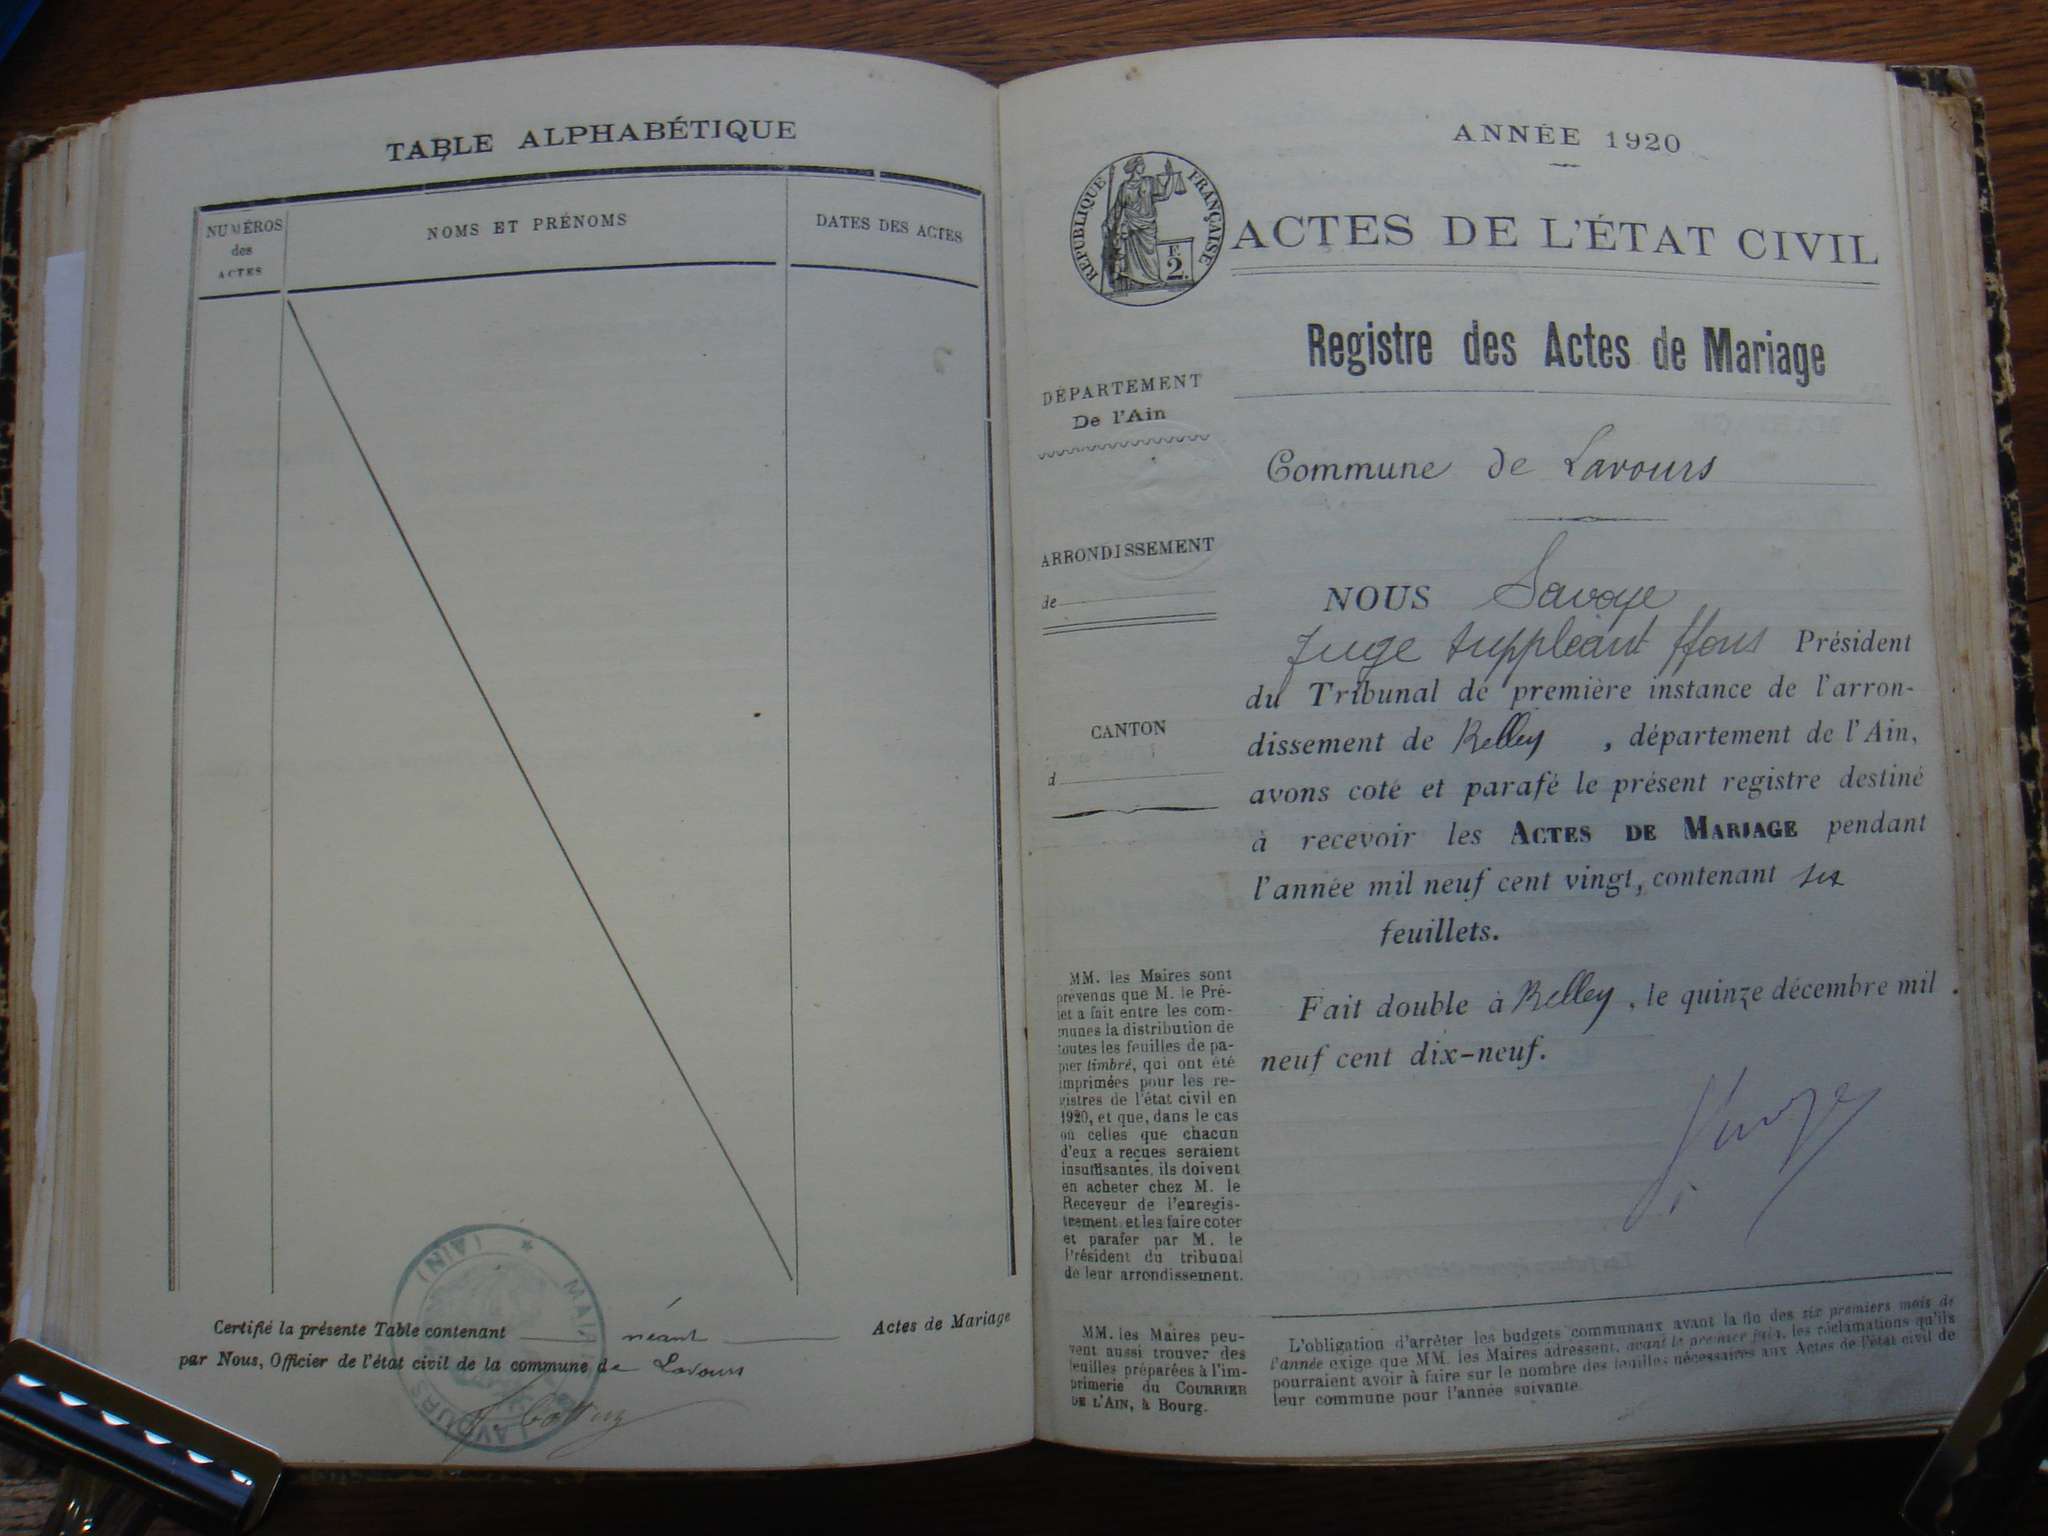 TABLE ALPHABÉTIQUE
NUMÉROS
des
ACTES
NOMS ET PRÉNOMS
DATES DES ACTES
Certifié la présente Table contenant néant Actes de Mariage
par Nous, Officier de l'état civil de la commune de Lavours
MAIRIE LAVOURS (AIN) *
ANNÉE 1920
RÉPUBLIQUE FRANÇAISE
F.
2.
ACTES DE L'ÉTAT CIVIL
Registre des Actes de Mariage
DÉPARTEMENT
De l'Ain
Commune de Lavours
ARRONDISSEMENT
de
CANTON
d
NOUS Savoye
Juge suppléant ffons Président
du Tribunal de première instance de l'arron-
dissement de Belley , département de l'Ain,
avons coté et parafé le présent registre destiné
à recevoir les ACTES DE MARIAGE pendant
l'année mil neuf cent vingt, contenant six
feuillets.
Fait double à Belley, le quinze décembre mil
neuf cent dix-neuf.
MM. les Maires sont
prévenus que M. le Pré-
fet a fait entre les com-
munes la distribution de
toutes les feuilles de pa-
pier timbré, qui ont été
imprimées pour les re-
gistres de l'état civil en
1920, et que, dans le cas
où celles que chacun
d'eux a reçues seraient
insuffisantes, ils doivent
en acheter chez M. le
Receveur de l'enregis-
trement et les faire coter
et parafer par M. le
Président du tribunal
de leur arrondissement.
MM. les Maires peu-
vent aussi trouver des
feuilles préparées à l'im-
primerie du COURRIER
DE L'AIN, à Bourg.
L'obligation d'arrêter les budgets communaux avant la fin des six premiers mois de
l'année exige que MM. les Maires adressent, avant le premier juin, les réclamations qu'ils
pourraient avoir à faire sur le nombre des feuilles nécessaires aux Actes de l'état civil de
leur commune pour l'année suivante.